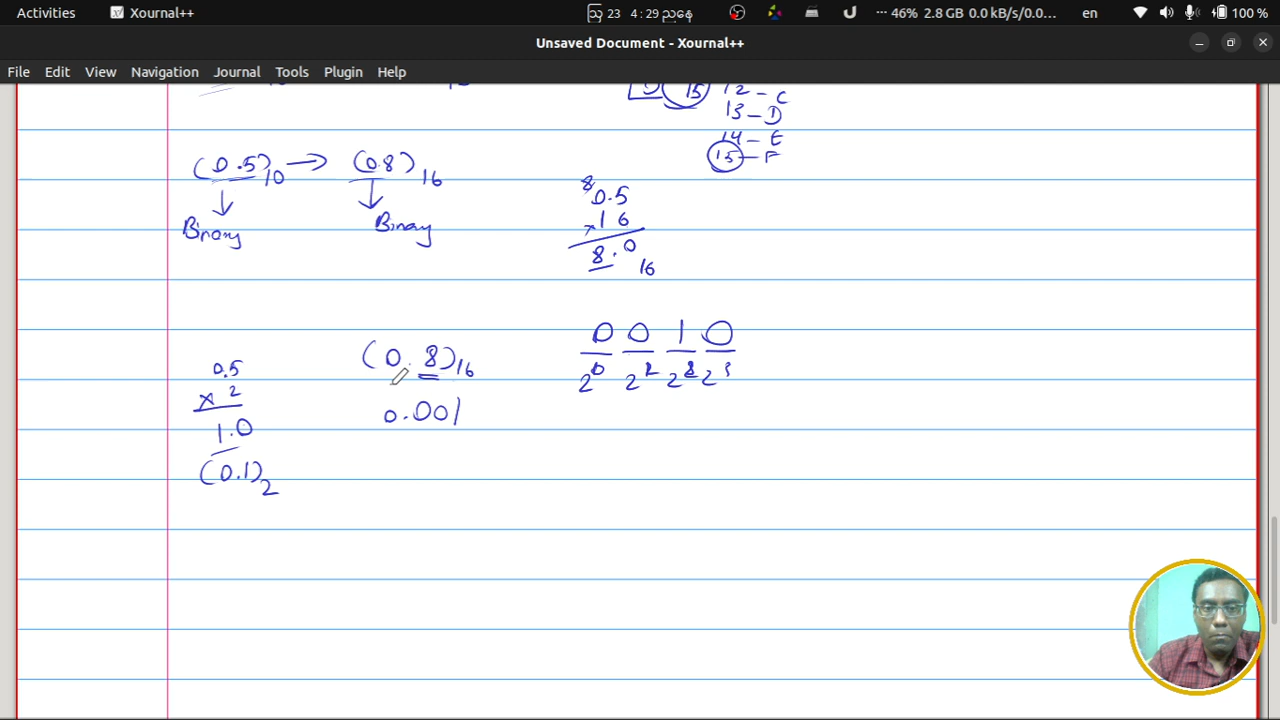 Activities Xournal++ ഒ 23 4:29 ‌ഞ്ഞ 46% 2.8 GB 0.0 kB/s/0.0... en 100 %
Unsaved Document - Xournal++
File Edit View Navigation Journal Tools Plugin Help
15 12 - C
13 - D
14 - E
15 - F
(0.5)10 → (0.8)16
Binary Binary
8
0.5
× 16
8.0
16
0.5
× 2
1.0
(0.1)2
(0.8)16
0.001
0 0 1 0
2^0 2^1 2^2 2^3